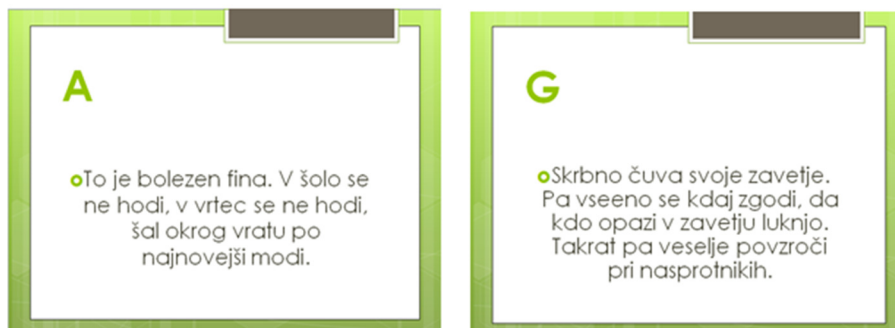 A
To je bolezen fina. V šolo se
ne hodi, v vrtec se ne hodi,
šal okrog vratu po
najnovejši modi.
G
Skrbno čuva svoje zavetje.
Pa vseeno se kdaj zgodi, da
kdo opazi v zavetju luknjo.
Takrat pa veselje povzroči
pri nasprotnikih.